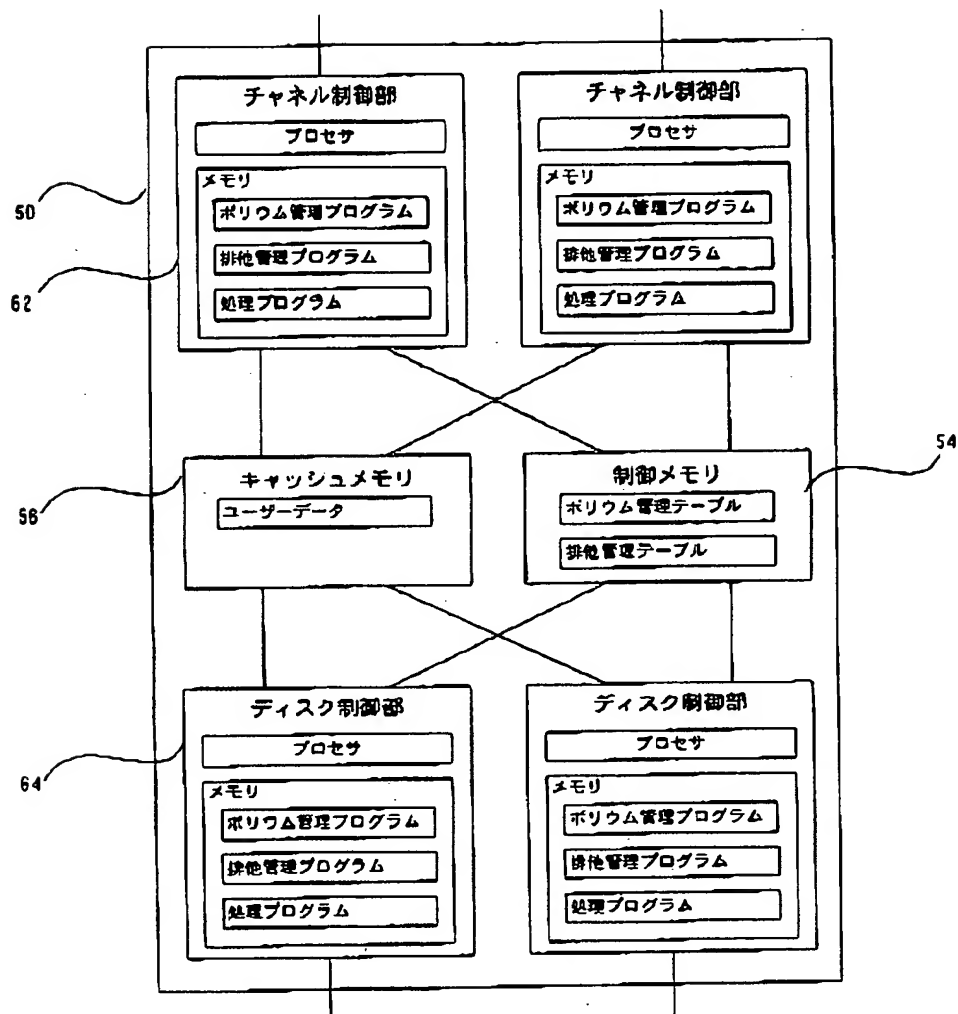 チャネル制御部
プロセサ
メモリ
ボリウム管理プログラム
排他管理プログラム
処理プログラム
チャネル制御部
プロセサ
メモリ
ボリウム管理プログラム
排他管理プログラム
処理プログラム
50
62
キャッシュメモリ
ユーザーデータ
56
制御メモリ
ボリウム管理テーブル
排他管理テーブル
54
ディスク制御部
プロセサ
メモリ
ボリウム管理プログラム
排他管理プログラム
処理プログラム
64
ディスク制御部
プロセサ
メモリ
ボリウム管理プログラム
排他管理プログラム
処理プログラム